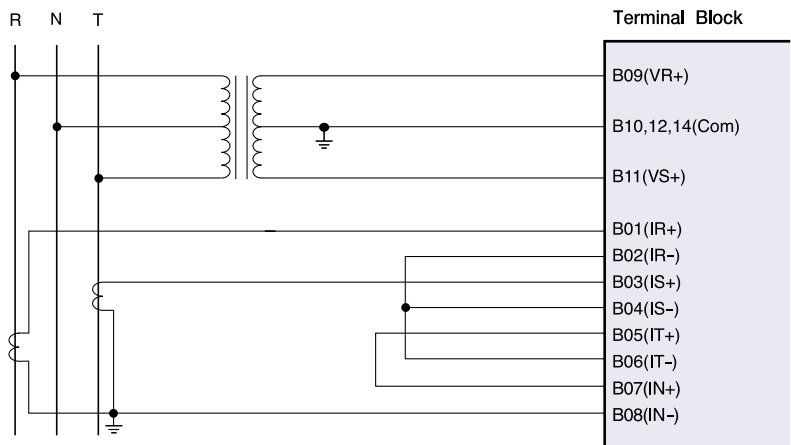 R N T
Terminal Block
B09(VR+)
B10,12,14(Com)
B11(VS+)
B01(IR+)
B02(IR-)
B03(IS+)
B04(IS-)
B05(IT+)
B06(IT-)
B07(IN+)
B08(IN-)